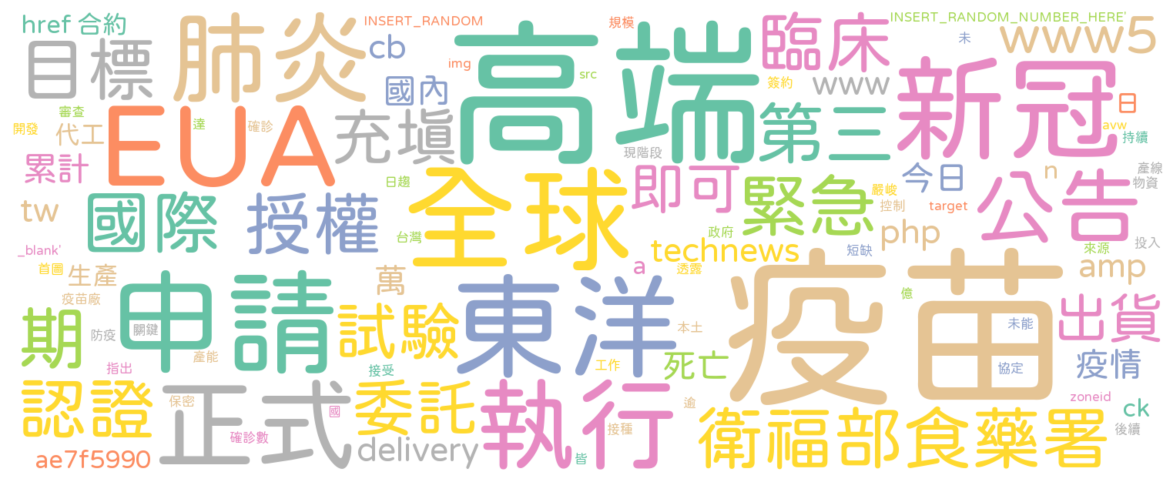 href 合約
INSERT_RANDOM
規模
INSERT_RANDOM_NUMBER_HERE'
目標
肺炎
cb
img
高端
src
臨床
未
www5
國內
簽約
www
新冠
日
審查
開發
代工
EUA
達
確診
充填
第三
avw
持續
現階段
產線
物資
累計
日趨
全球
即可
緊急
嚴峻
今日
n
公告
tw
國際
授權
控制
target
_blank'
台灣
政府
technews
短缺
php
來源
投入
首圖
生產
萬
a
透露
amp
疫苗廠
申請
東洋
疫苗
億
出貨
期
防疫
關鍵
試驗
本土
未能
產能
工作
死亡
協定
疫情
指出
接受
認證
正式
保密
國
委託
執行
逾
zoneid
ck
確診數
接種
衛福部食藥署
後續
ae7f5990
delivery
皆